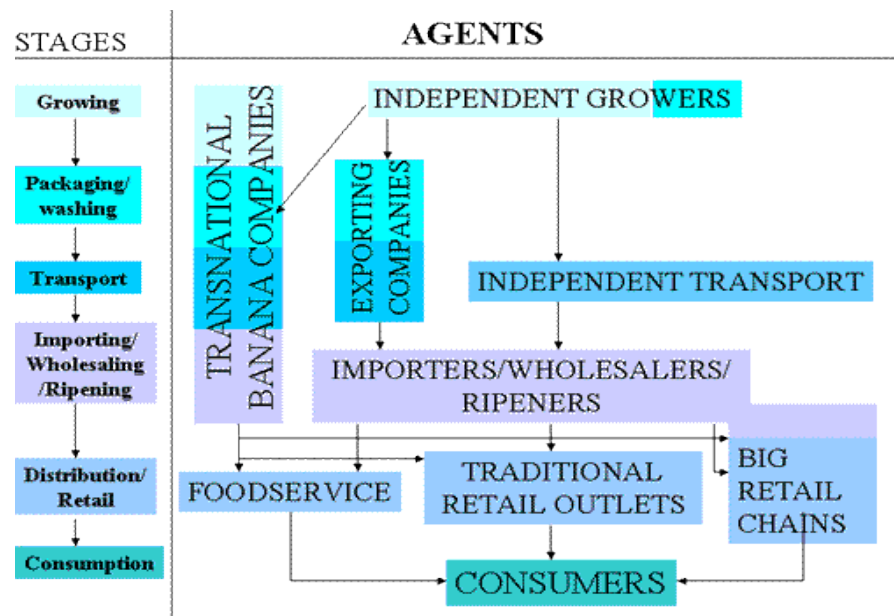 STAGES
AGENTS
Growing
Packaging/
washing
Transport
Importing/
Wholesaling
/Ripening
Distribution/
Retail
Consumption
TRANSNATIONAL
BANANA COMPANIES
INDEPENDENT GROWERS
EXPORTING
COMPANIES
INDEPENDENT TRANSPORT
IMPORTERS/WHOLESALERS/
RIPENERS
FOODSERVICE
TRADITIONAL
RETAIL OUTLETS
BIG
RETAIL
CHAINS
CONSUMERS